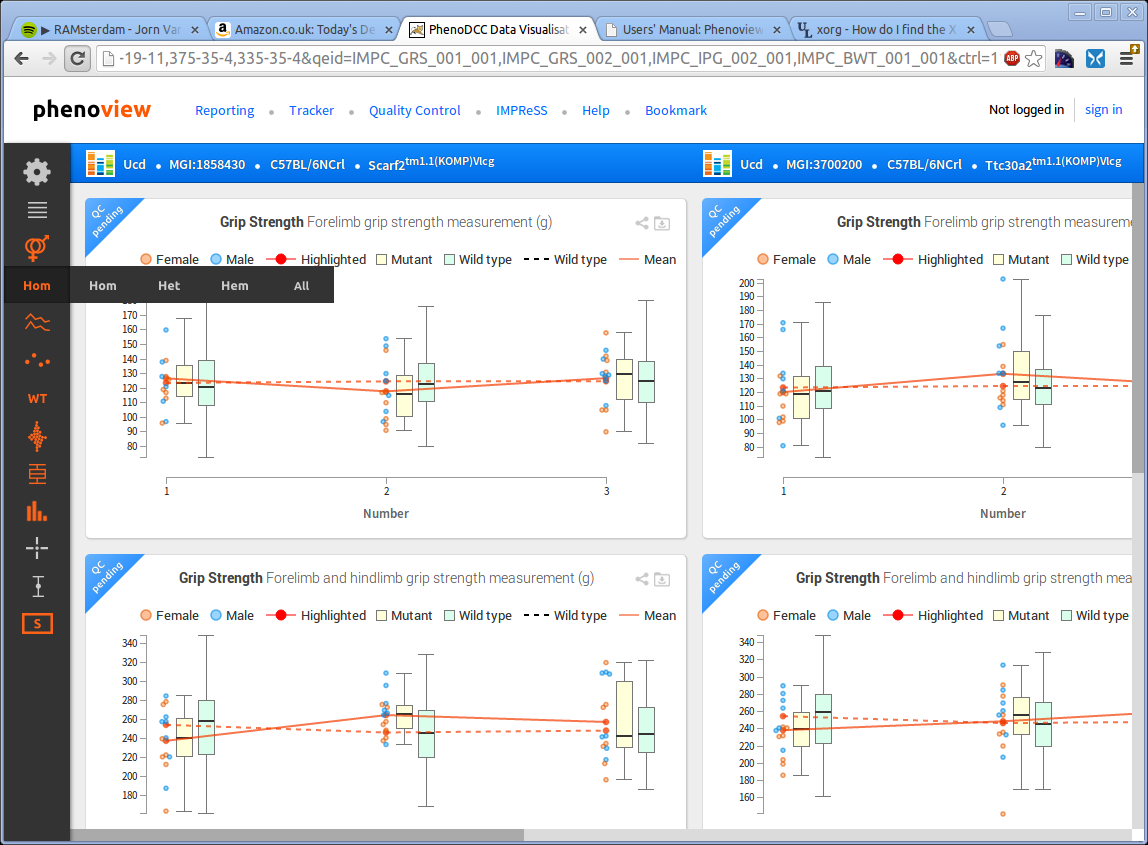 ▶ RAMsterdam - Jorn Van
Amazon.co.uk: Today's De
PhenoDCC Data Visualisat
Users' Manual: Phenoview
xorg - How do I find the X
-19-11,375-35-4,335-35-4&qeid=IMPC_GRS_001_001,IMPC_GRS_002_001,IMPC_IPG_002_001,IMPC_BWT_001_001&ctrl=1
ABP
phenoview
Reporting • Tracker • Quality Control • IMPReSS • Help • Bookmark
Not logged in
sign in
Ucd • MGI:1858430 • C57BL/6NCrl • Scarf2tm1.1(KOMP)Vlcg
Ucd • MGI:3700200 • C57BL/6NCrl • Ttc30a2tm1.1(KOMP)Vlcg
Hom
Hom Het Hem All
WT
S
QC pending
Grip Strength Forelimb grip strength measurement (g)
Female Male Highlighted Mutant Wild type Wild type Mean
180
170
160
150
140
130
120
110
100
90
80
1 2 3
Number
QC pending
Grip Strength Forelimb grip strength measureme
Female Male Highlighted Mutant Wild type
200
190
180
170
160
150
140
130
120
110
100
90
80
1 2
Number
QC pending
Grip Strength Forelimb and hindlimb grip strength measurement (g)
Female Male Highlighted Mutant Wild type Wild type Mean
340
320
300
280
260
240
220
200
180
QC pending
Grip Strength Forelimb and hindlimb grip strength mea
Female Male Highlighted Mutant Wild type
340
320
300
280
260
240
220
200
180
160